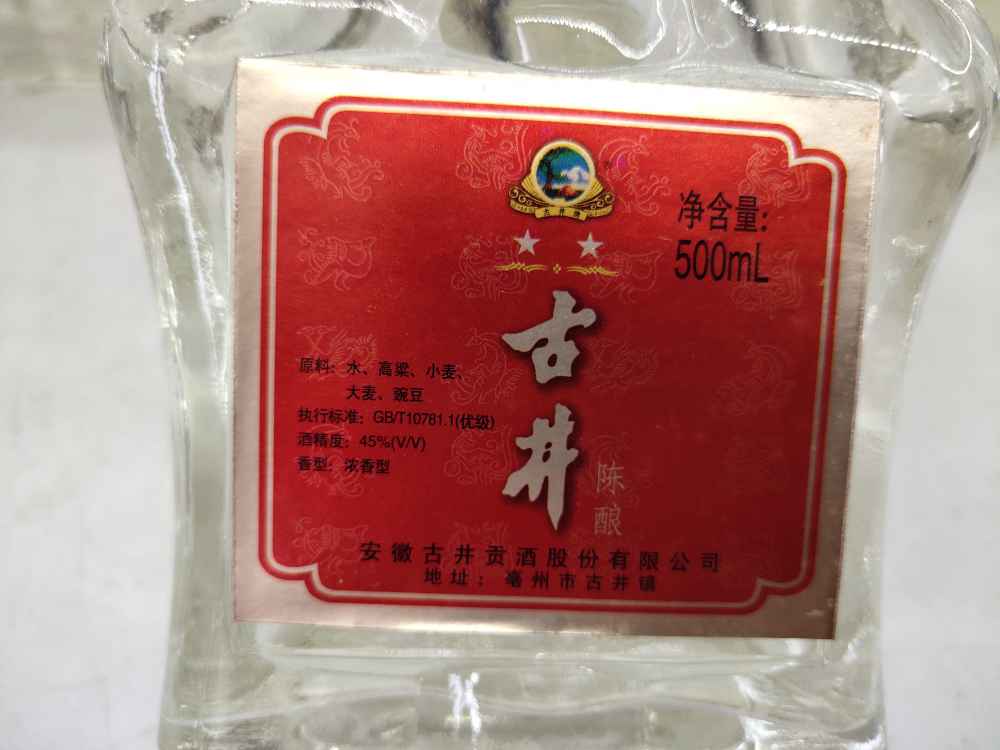 古井牌
净含量:
500mL
古井
陈酿
原料：水、高粱、小麦、
大麦、豌豆
执行标准：GB/T10781.1(优级)
酒精度：45%(V/V)
香型：浓香型
安徽古井贡酒股份有限公司
地址：亳州市古井镇